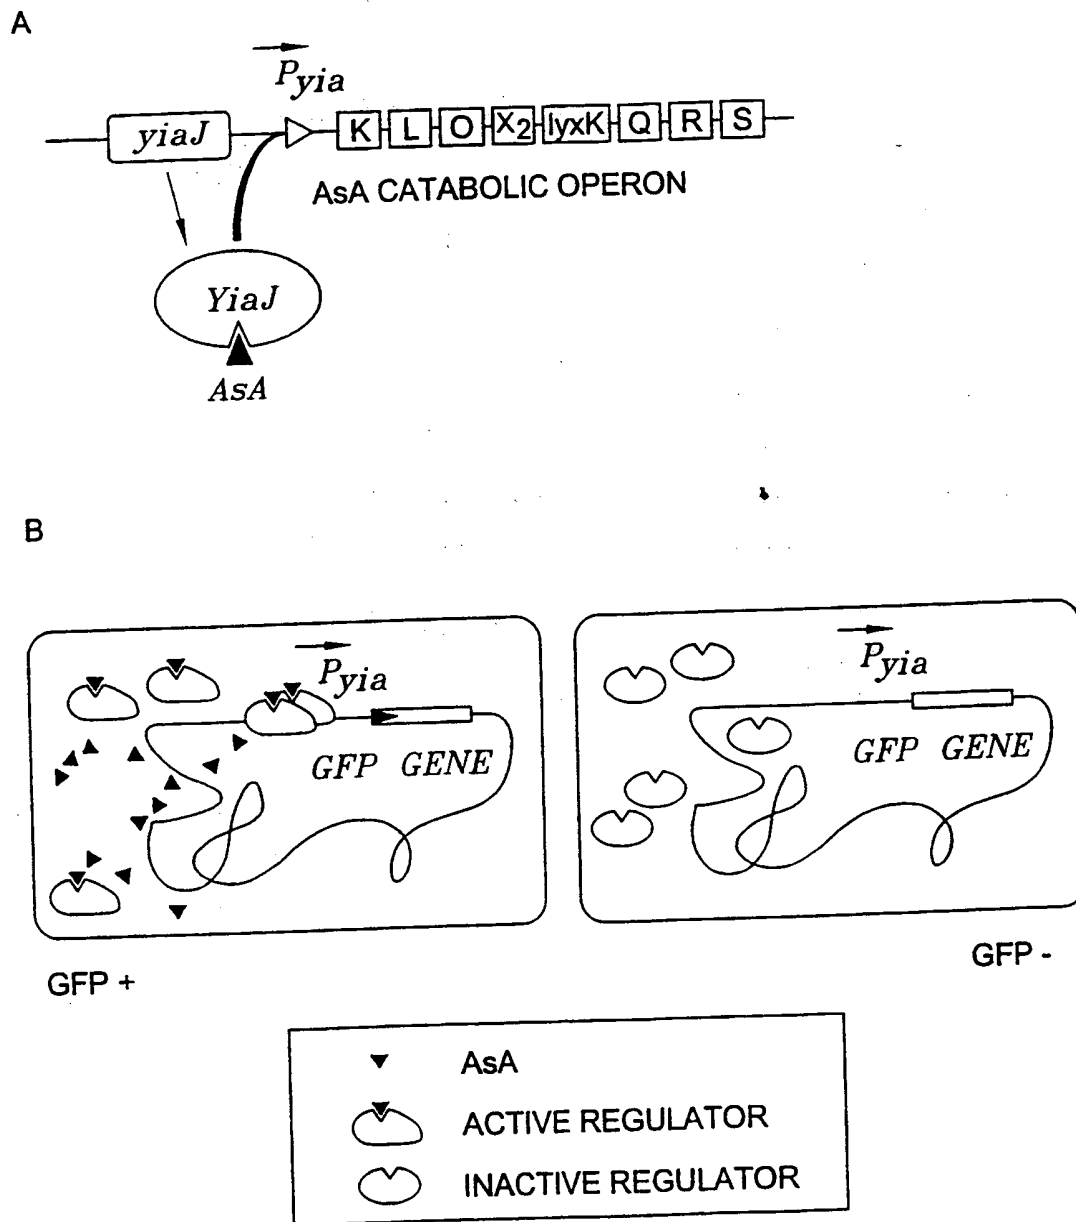 A
Pyia
yiaJ
K L O X2 lyxK Q R S
AsA CATABOLIC OPERON
YiaJ
AsA
B
Pyia
GFP GENE
Pyia
GFP GENE
GFP +
GFP -
AsA
ACTIVE REGULATOR
INACTIVE REGULATOR